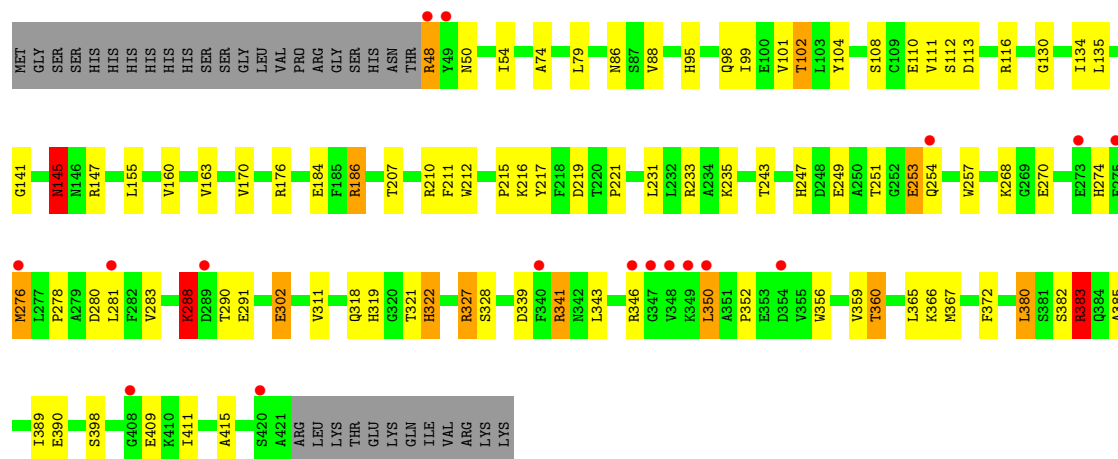 MET GLY SER SER HIS HIS HIS HIS HIS HIS SER SER GLY LEU VAL PRO ARG GLY SER HIS ASN THR R48 Y49 N50 I54 A74 L79 N86 S87 V88 H95 Q98 I99 E100 V101 T102 L103 Y104 S108 C109 E110 V111 S112 D113 R116 G130 I134 L135
G141 N145 N146 R147 L155 V160 V163 V170 R176 E184 F185 R186 T207 R210 F211 W212 P215 K216 Y217 F218 D219 T220 P221 L231 L232 R233 A234 K235 T243 H247 D248 E249 A250 T251 G252 E253 Q254 W257 K268 G269 E270 E273 H274
M276 L277 P278 A279 D280 L281 F282 V283 K288 D289 T290 E291 E302 V311 Q318 H319 G320 T321 H322 R327 S328 D339 F340 R341 N342 L343 R346 G347 V348 K349 L350 A351 P352 E353 D354 V355 W356 V359 T360 L365 K366 M367 F372 L380 S381 S382 R383 Q384 A385
I389 E390 S398 G408 E409 K410 I411 A415 S420 A421 ARG LEU LYS THR GLU LYS GLN ILE VAL ARG LYS LYS